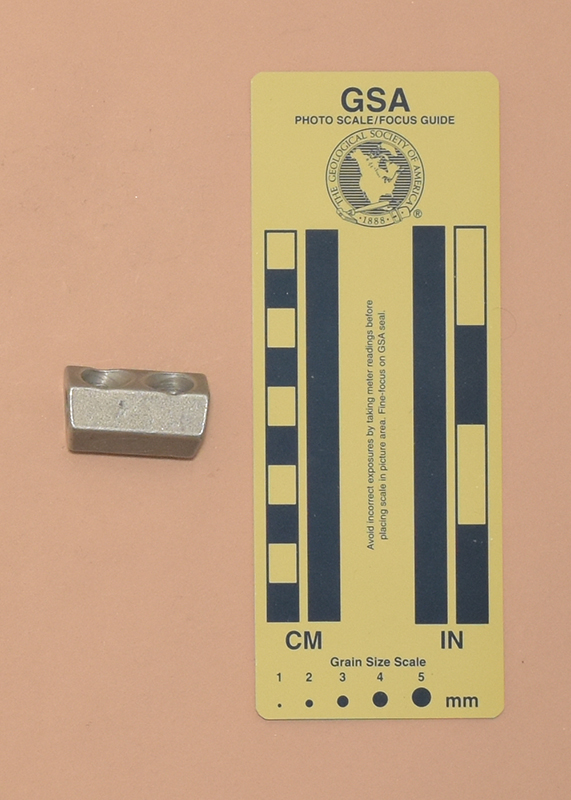 GSA
PHOTO SCALE/FOCUS GUIDE
THE GEOLOGICAL SOCIETY OF AMERICA
·1888·
®
Avoid incorrect exposures by taking meter readings before
placing scale in picture area. Fine-focus on GSA seal.
CM
IN
Grain Size Scale
1 2 3 4 5
mm